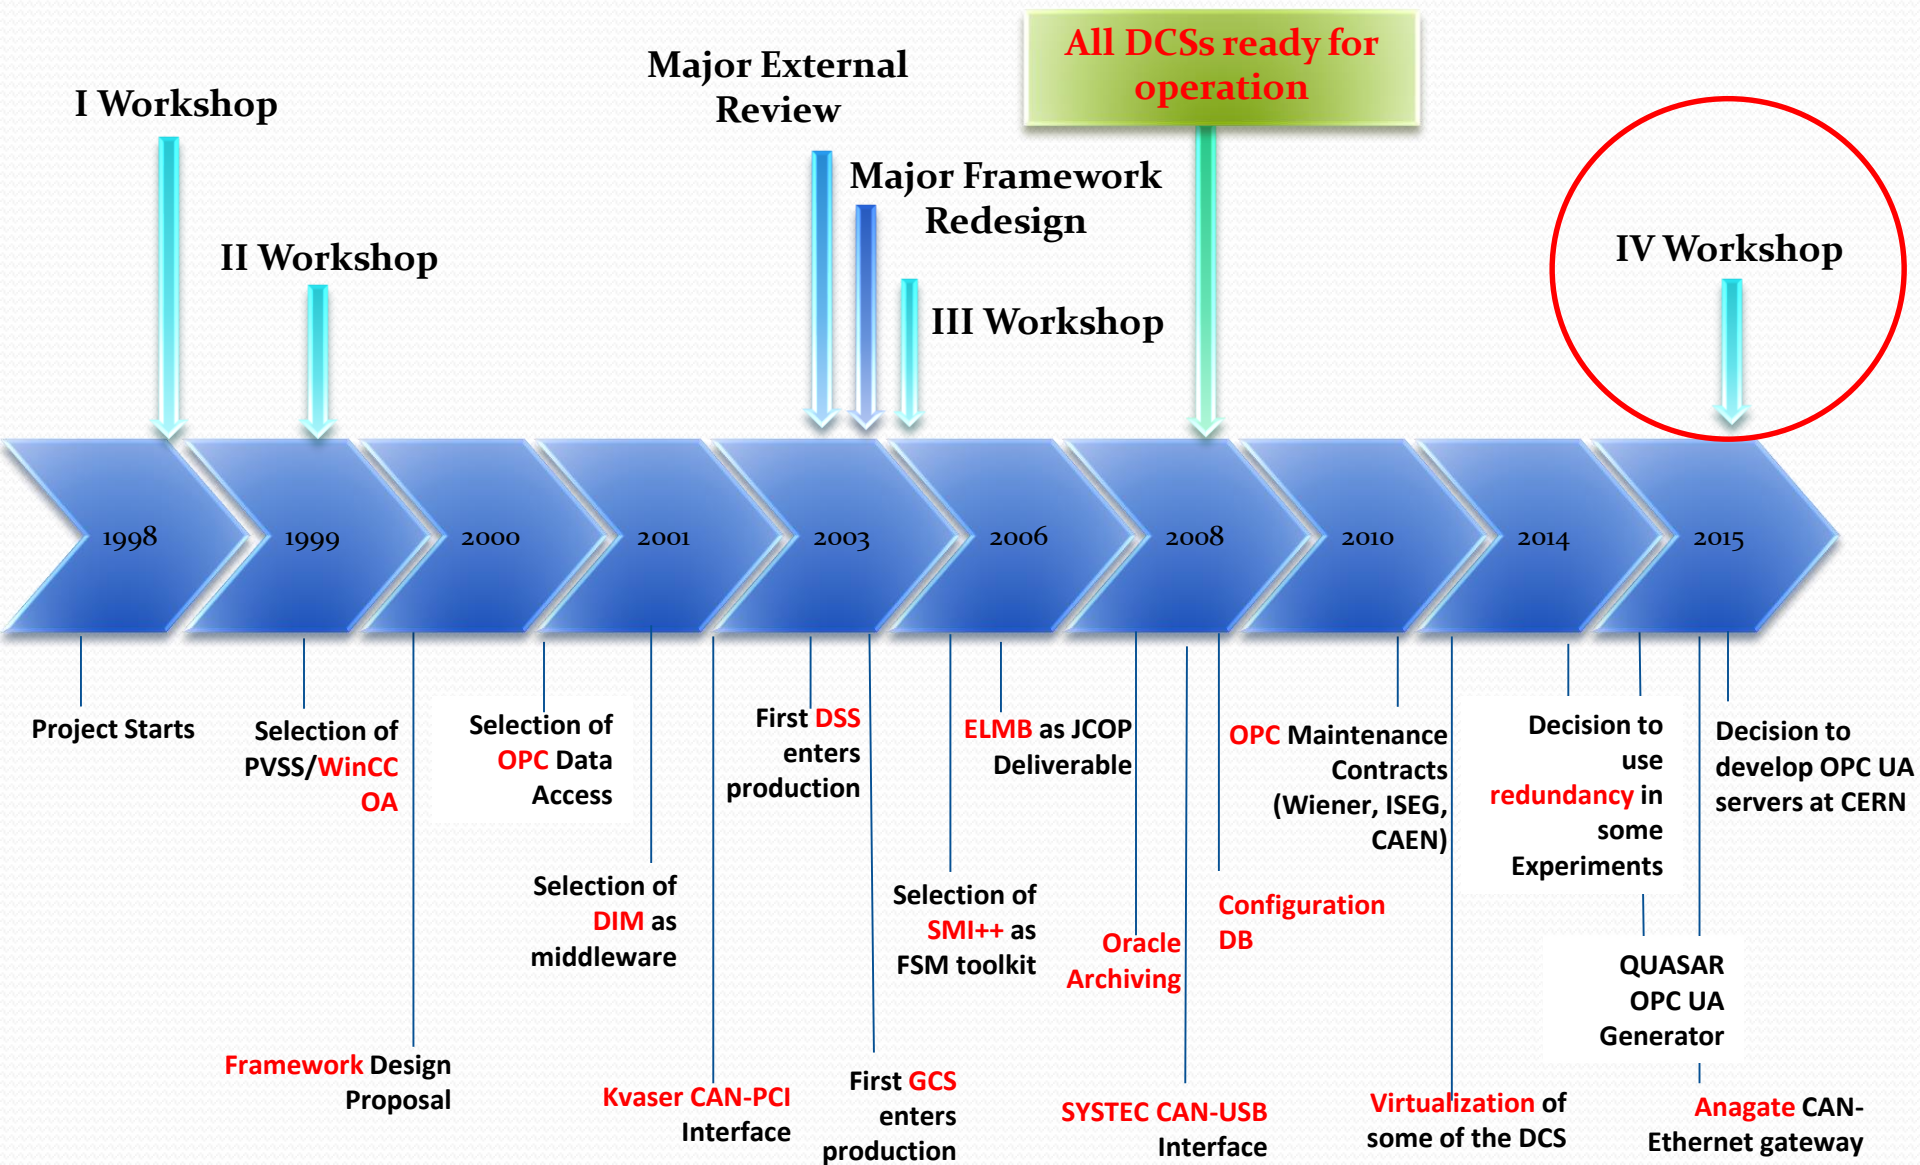 I Workshop
II Workshop
Major External
Review
Major Framework
Redesign
III Workshop
All DCSs ready for
operation
IV Workshop
1998
1999
2000
2001
2003
2006
2008
2010
2014
2015
Project Starts
Selection of
PVSS/WinCC
OA
Framework Design
Proposal
Selection of
OPC Data
Access
Selection of
DIM as
middleware
Kvaser CAN-PCI
Interface
First DSS
enters
production
First GCS
enters
production
Selection of
SMI++ as
FSM toolkit
ELMB as JCOP
Deliverable
Oracle
Archiving
SYSTEC CAN-USB
Interface
Configuration
DB
OPC Maintenance
Contracts
(Wiener, ISEG,
CAEN)
Virtualization of
some of the DCS
Decision to
use
redundancy in
some
Experiments
QUASAR
OPC UA
Generator
Anagate CAN-
Ethernet gateway
Decision to
develop OPC UA
servers at CERN